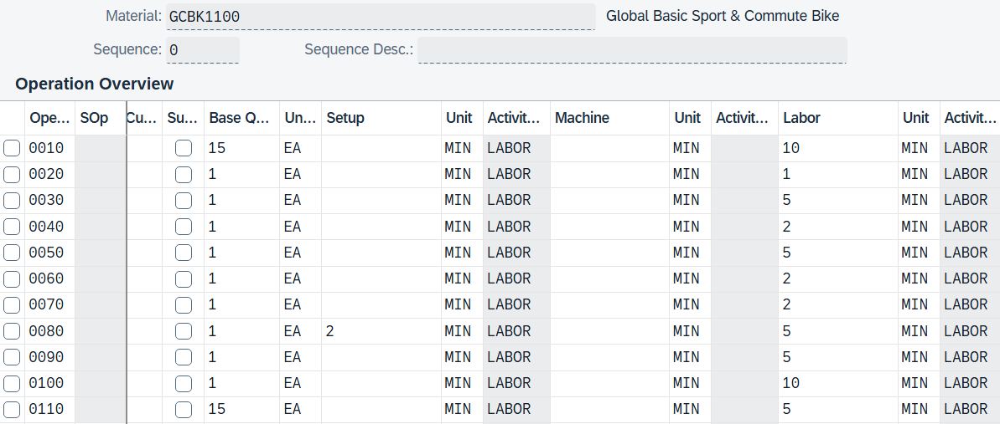 Material: GCBK1100 Global Basic Sport & Commute Bike
Sequence: 0 Sequence Desc.:
Operation Overview
Ope... SOp Cu... Su... Base Q... Un... Setup Unit Activit... Machine Unit Activit... Labor Unit Activit...
0010 15 EA MIN LABOR MIN 10 MIN LABOR
0020 1 EA MIN LABOR MIN 1 MIN LABOR
0030 1 EA MIN LABOR MIN 5 MIN LABOR
0040 1 EA MIN LABOR MIN 2 MIN LABOR
0050 1 EA MIN LABOR MIN 5 MIN LABOR
0060 1 EA MIN LABOR MIN 2 MIN LABOR
0070 1 EA MIN LABOR MIN 2 MIN LABOR
0080 1 EA 2 MIN LABOR MIN 5 MIN LABOR
0090 1 EA MIN LABOR MIN 5 MIN LABOR
0100 1 EA MIN LABOR MIN 10 MIN LABOR
0110 15 EA MIN LABOR MIN 5 MIN LABOR